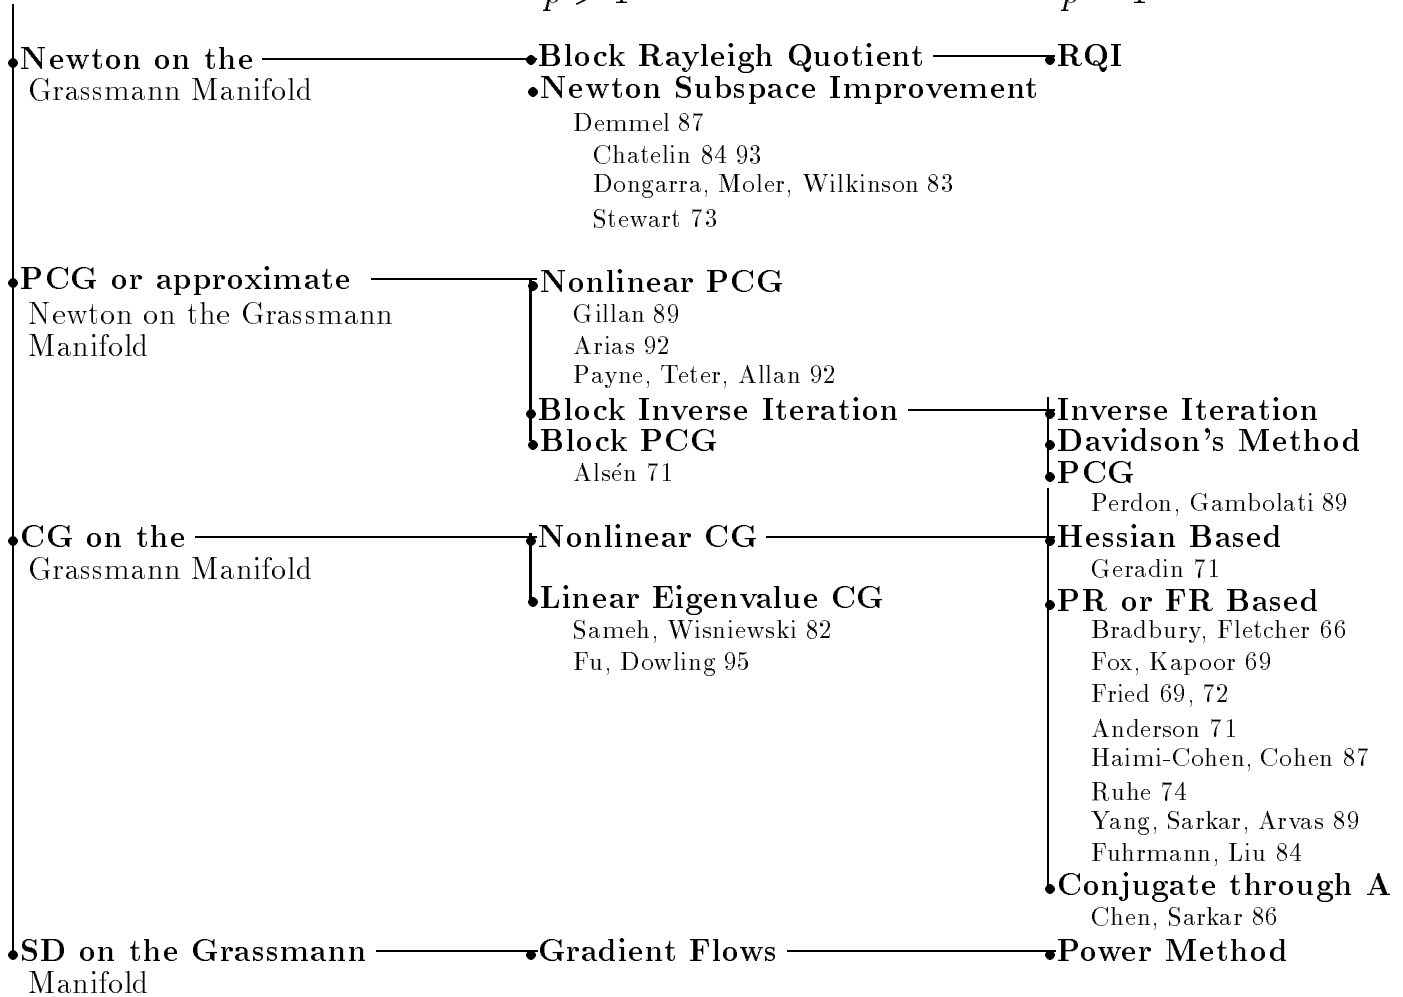 Newton on the
Grassmann Manifold
Block Rayleigh Quotient
RQI
Newton Subspace Improvement
Demmel 87
Chatelin 84 93
Dongarra, Moler, Wilkinson 83
Stewart 73
PCG or approximate
Newton on the Grassmann
Manifold
Nonlinear PCG
Gillan 89
Arias 92
Payne, Teter, Allan 92
Block Inverse Iteration
Block PCG
Alsén 71
Inverse Iteration
Davidson's Method
PCG
Perdon, Gambolati 89
CG on the
Grassmann Manifold
Nonlinear CG
Linear Eigenvalue CG
Sameh, Wisniewski 82
Fu, Dowling 95
Hessian Based
Geradin 71
PR or FR Based
Bradbury, Fletcher 66
Fox, Kapoor 69
Fried 69, 72
Anderson 71
Haimi-Cohen, Cohen 87
Ruhe 74
Yang, Sarkar, Arvas 89
Fuhrmann, Liu 84
Conjugate through A
Chen, Sarkar 86
SD on the Grassmann
Manifold
Gradient Flows
Power Method